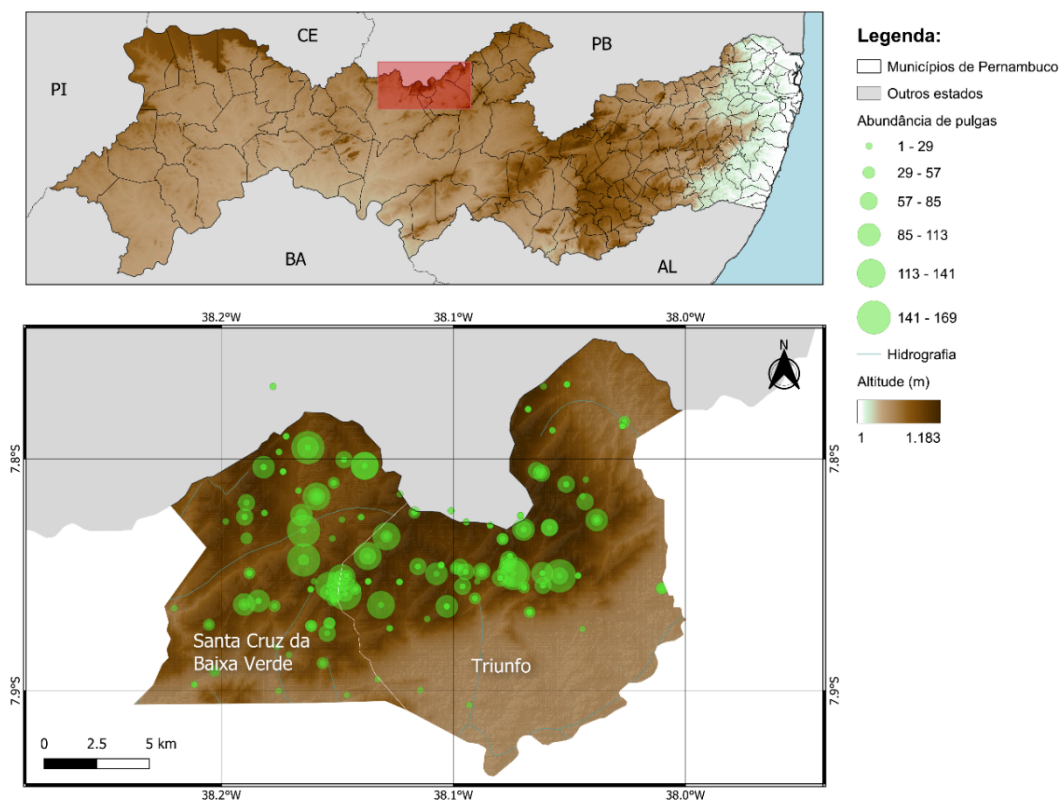 CE
PB
PI
BA
AL
Legenda:
Municípios de Pernambuco
Outros estados
Abundância de pulgas
1 - 29
29 - 57
57 - 85
85 - 113
113 - 141
141 - 169
Hidrografia
Altitude (m)
1 1.183
38.2°W 38.1°W 38.0°W
N
7.8°S 7.8°S
Santa Cruz da
Baixa Verde
Triunfo
7.9°S 7.9°S
0 2.5 5 km
38.2°W 38.1°W 38.0°W